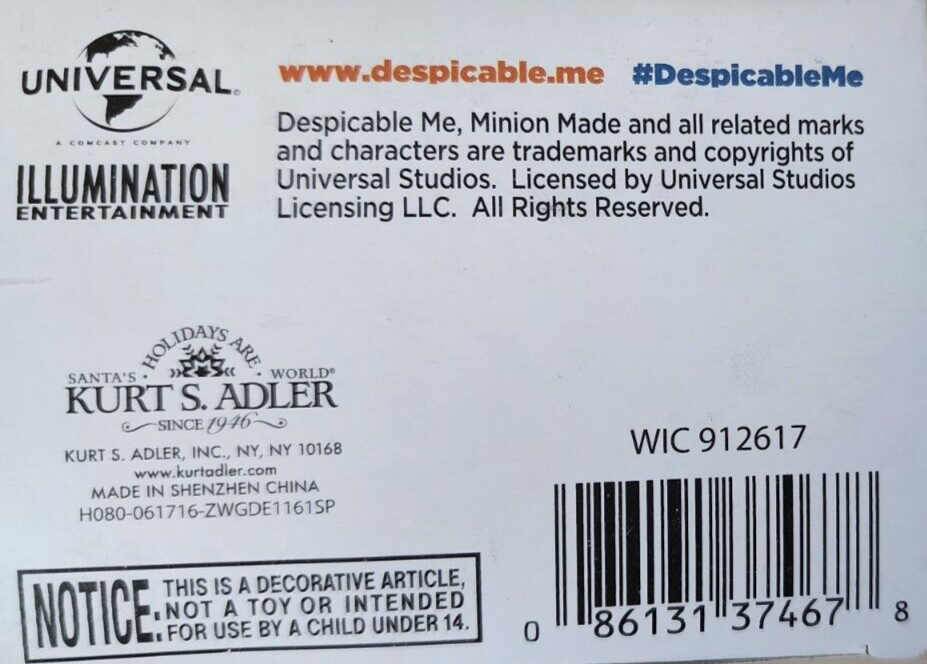 UNIVERSAL
A COMCAST COMPANY
ILLUMINATION
ENTERTAINMENT
www.despicable.me #DespicableMe
Despicable Me, Minion Made and all related marks
and characters are trademarks and copyrights of
Universal Studios. Licensed by Universal Studios
Licensing LLC. All Rights Reserved.
HOLIDAYS ARE
SANTA'S • • WORLD®
KURT S. ADLER
SINCE 1946
KURT S. ADLER, INC., NY, NY 10168
www.kurtadler.com
MADE IN SHENZHEN CHINA
H080-061716-ZWGDE1161SP
NOTICE: THIS IS A DECORATIVE ARTICLE,
NOT A TOY OR INTENDED
FOR USE BY A CHILD UNDER 14.
WIC 912617
0 86131 37467 8